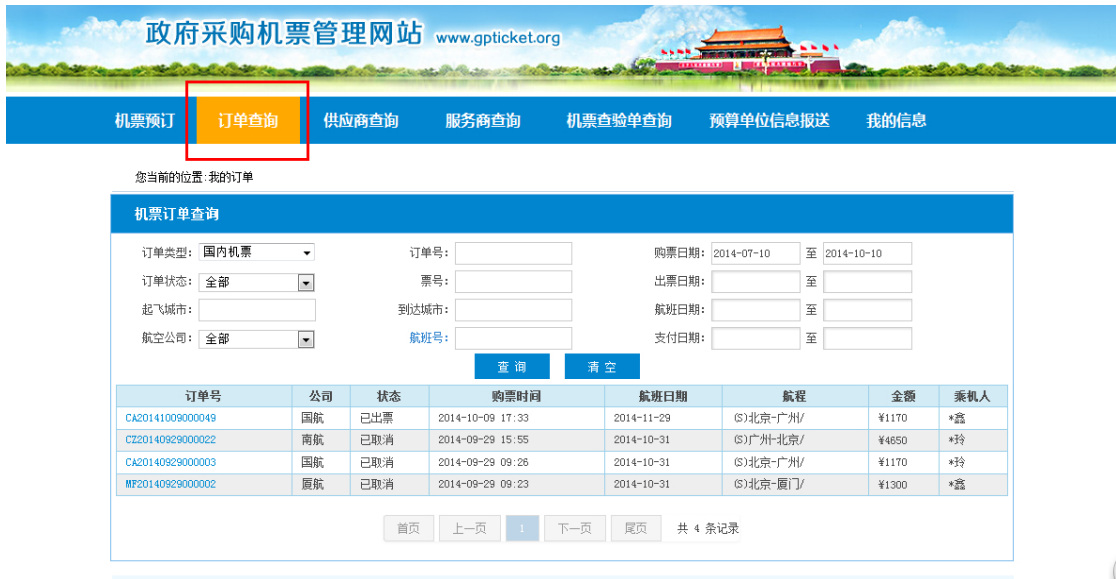 政府采购机票管理网站 www.gpticket.org
机票预订 订单查询 供应商查询 服务商查询 机票查验单查询 预算单位信息报送 我的信息
您当前的位置:我的订单
机票订单查询
订单类型: 国内机票 订单号: 购票日期: 2014-07-10 至 2014-10-10
订单状态: 全部 票号: 出票日期: 至
起飞城市: 到达城市: 航班日期: 至
航空公司: 全部 航班号: 支付日期: 至
查 询 清 空
订单号 公司 状态 购票时间 航班日期 航程 金额 乘机人
CA20141009000049 国航 已出票 2014-10-09 17:33 2014-11-29 (S)北京-广州/ ¥1170 *鑫
CZ20140929000022 南航 已取消 2014-09-29 15:55 2014-10-31 (S)广州-北京/ ¥4650 *玲
CA20140929000003 国航 已取消 2014-09-29 09:26 2014-10-31 (S)北京-广州/ ¥1170 *玲
MF20140929000002 厦航 已取消 2014-09-29 09:23 2014-10-31 (S)北京-厦门/ ¥1300 *鑫
首页 上一页 1 下一页 尾页 共 4 条记录